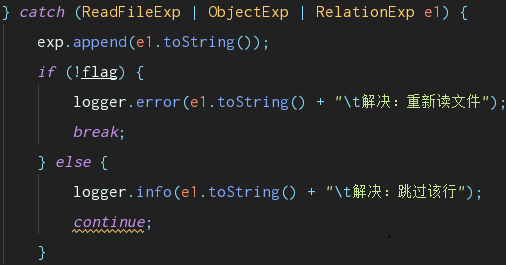 } catch (ReadFileExp | ObjectExp | RelationExp e1) {
exp.append(e1.toString());
if (!flag) {
logger.error(e1.toString() + "\t解决：重新读文件");
break;
} else {
logger.info(e1.toString() + "\t解决：跳过该行");
continue;
}